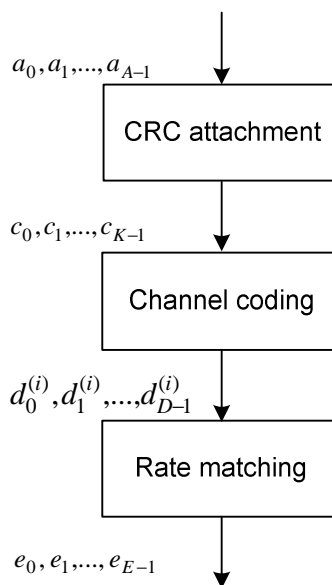 a_0, a_1, ..., a_{A-1}
CRC attachment
c_0, c_1, ..., c_{K-1}
Channel coding
d_0^{(i)}, d_1^{(i)}, ..., d_{D-1}^{(i)}
Rate matching
e_0, e_1, ..., e_{E-1}